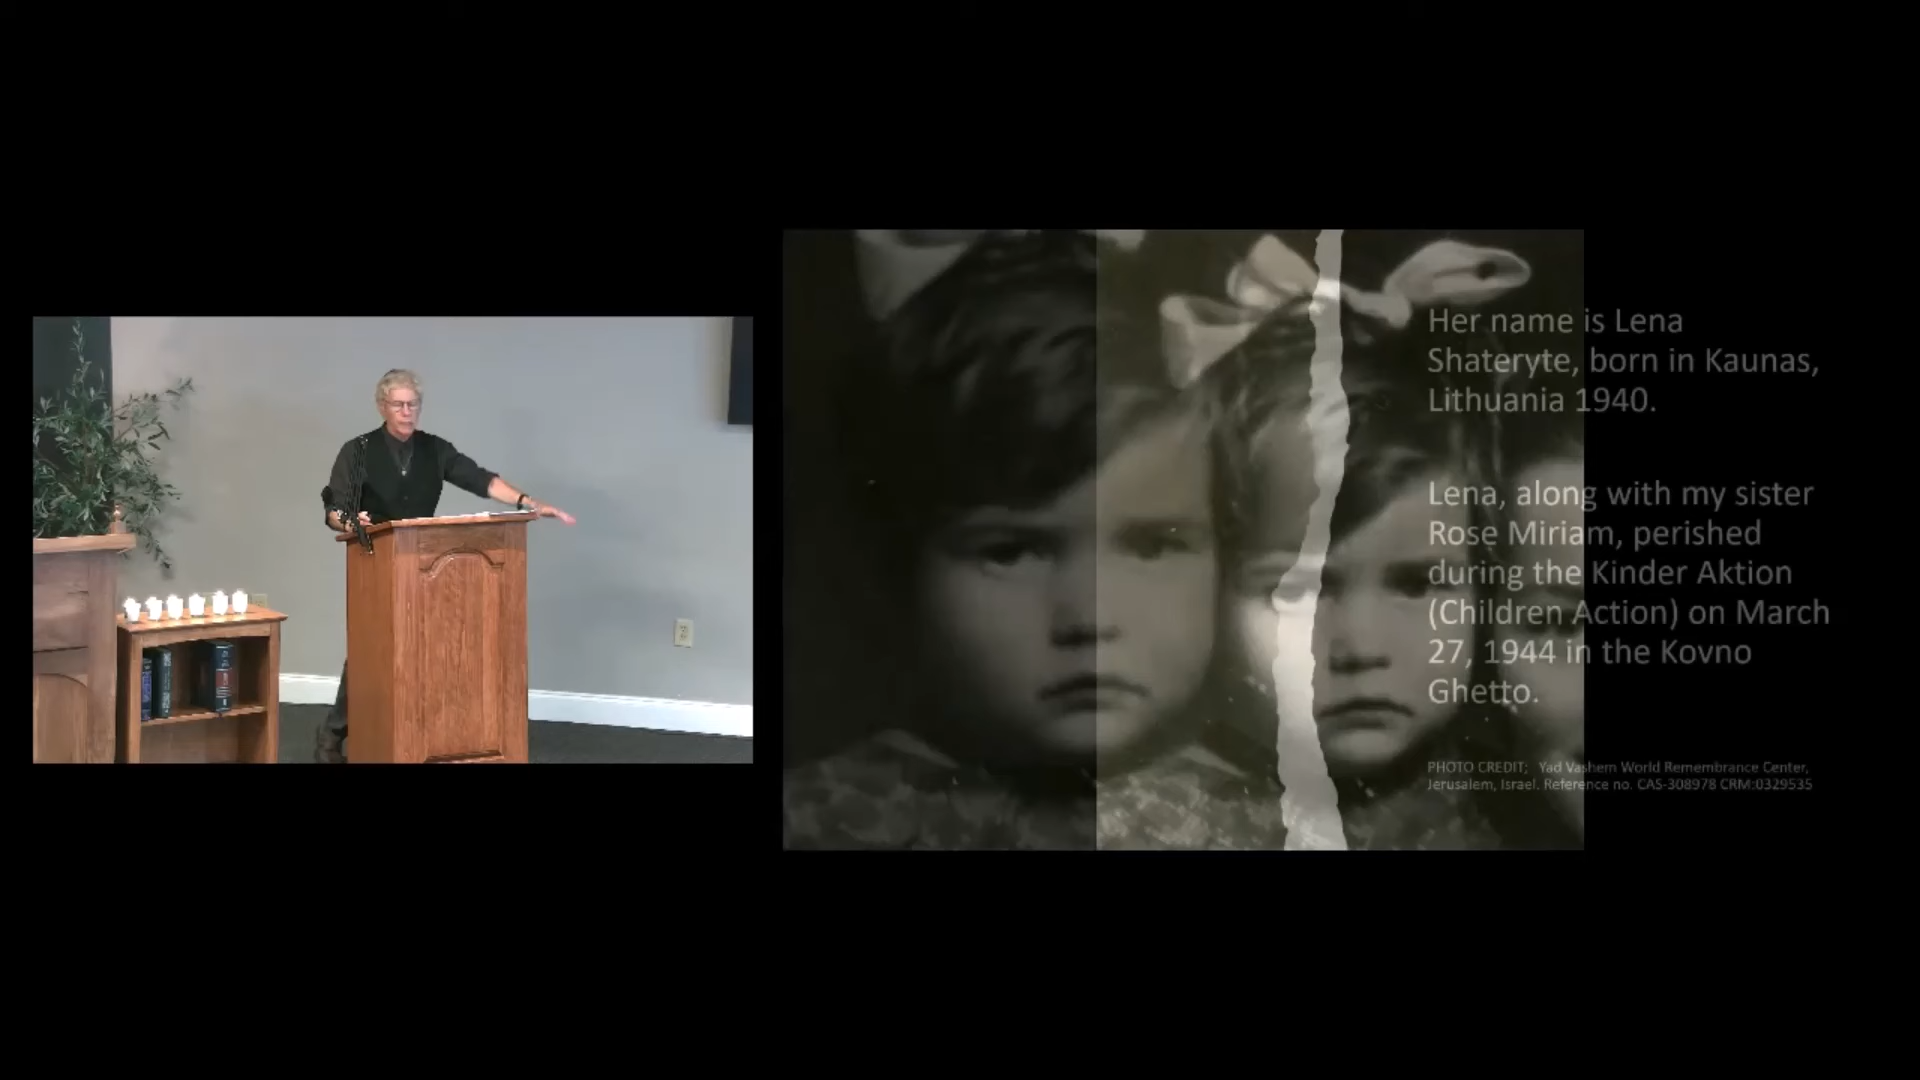 Her name is Lena
Shateryte, born in Kaunas,
Lithuania 1940.
Lena, along with my sister
Rose Miriam, perished
during the Kinder Aktion
(Children Action) on March
27, 1944 in the Kovno
Ghetto.
PHOTO CREDIT;  Yad Vashem World Remembrance Center,
Jerusalem, Israel. Reference no. CAS-308978 CRM:0329535